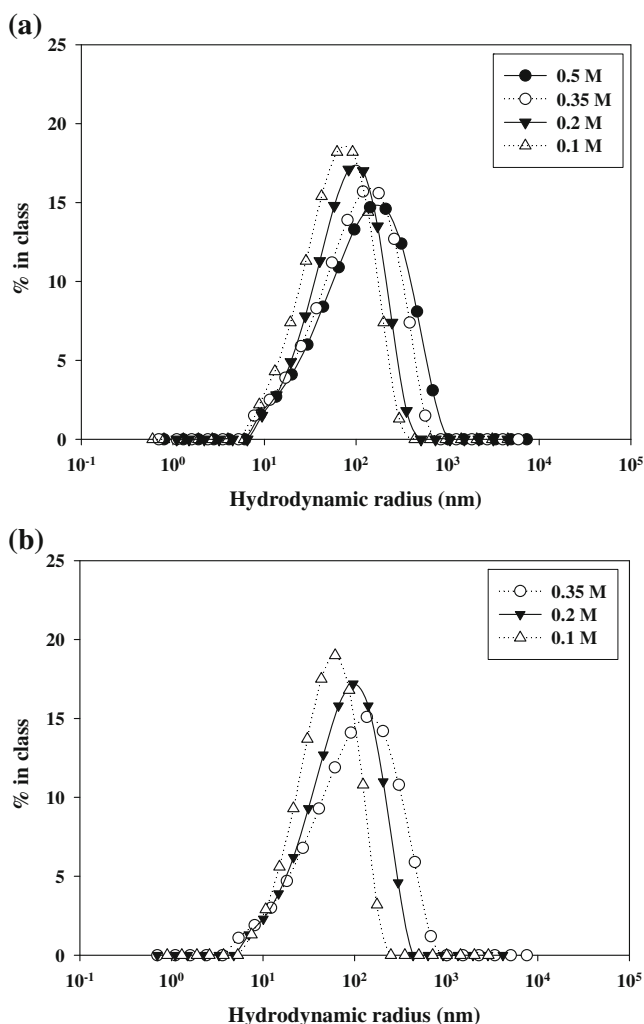 (a)
25
20
15
10
5
0
% in class
0.5 M
0.35 M
0.2 M
0.1 M
10-1 100 101 102 103 104 105
Hydrodynamic radius (nm)
(b)
25
20
15
10
5
0
% in class
0.35 M
0.2 M
0.1 M
10-1 100 101 102 103 104 105
Hydrodynamic radius (nm)